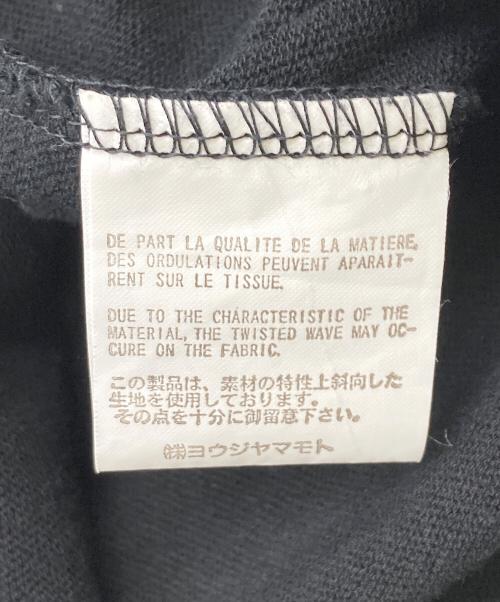 DE PART LA QUALITE DE LA MATIERE,
DES ORDULATIONS PEUVENT APARAIT-
RENT SUR LE TISSUE.
DUE TO THE CHARACTERISTIC OF THE
MATERIAL, THE TWISTED WAVE MAY OC-
CURE ON THE FABRIC.
この製品は、素材の特性上斜向した
生地を使用しております。
その点を十分に御留意下さい。
㈱ヨウジヤマモト